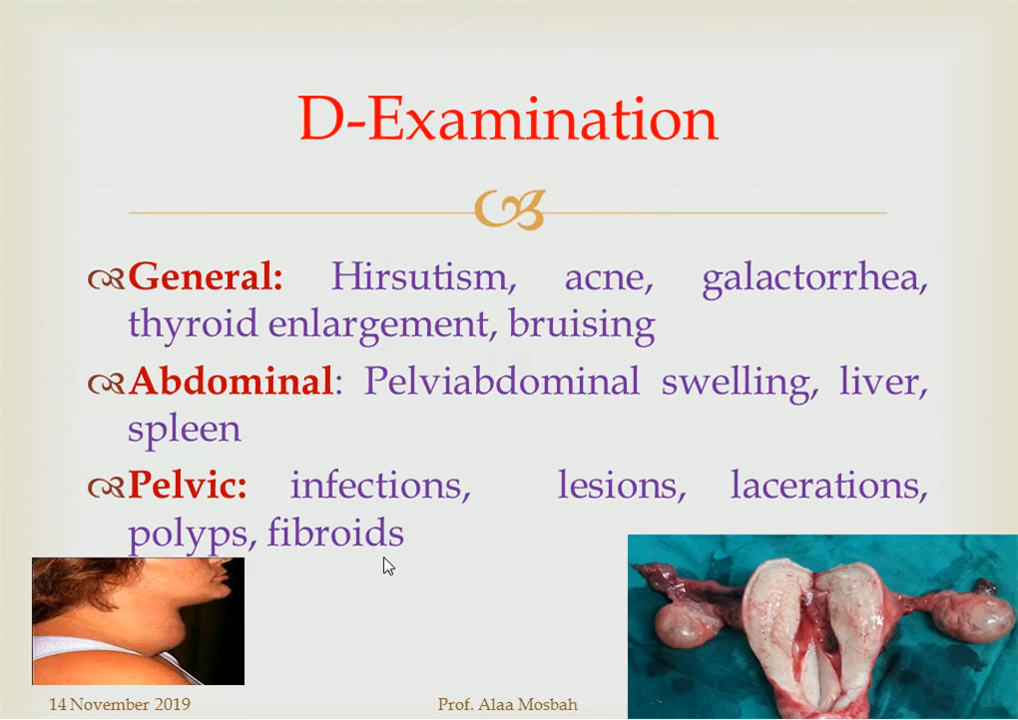 D-Examination
General: Hirsutism, acne, galactorrhea,
thyroid enlargement, bruising
Abdominal: Pelviabdominal swelling, liver,
spleen
Pelvic: infections, lesions, lacerations,
polyps, fibroids
14 November 2019
Prof. Alaa Mosbah